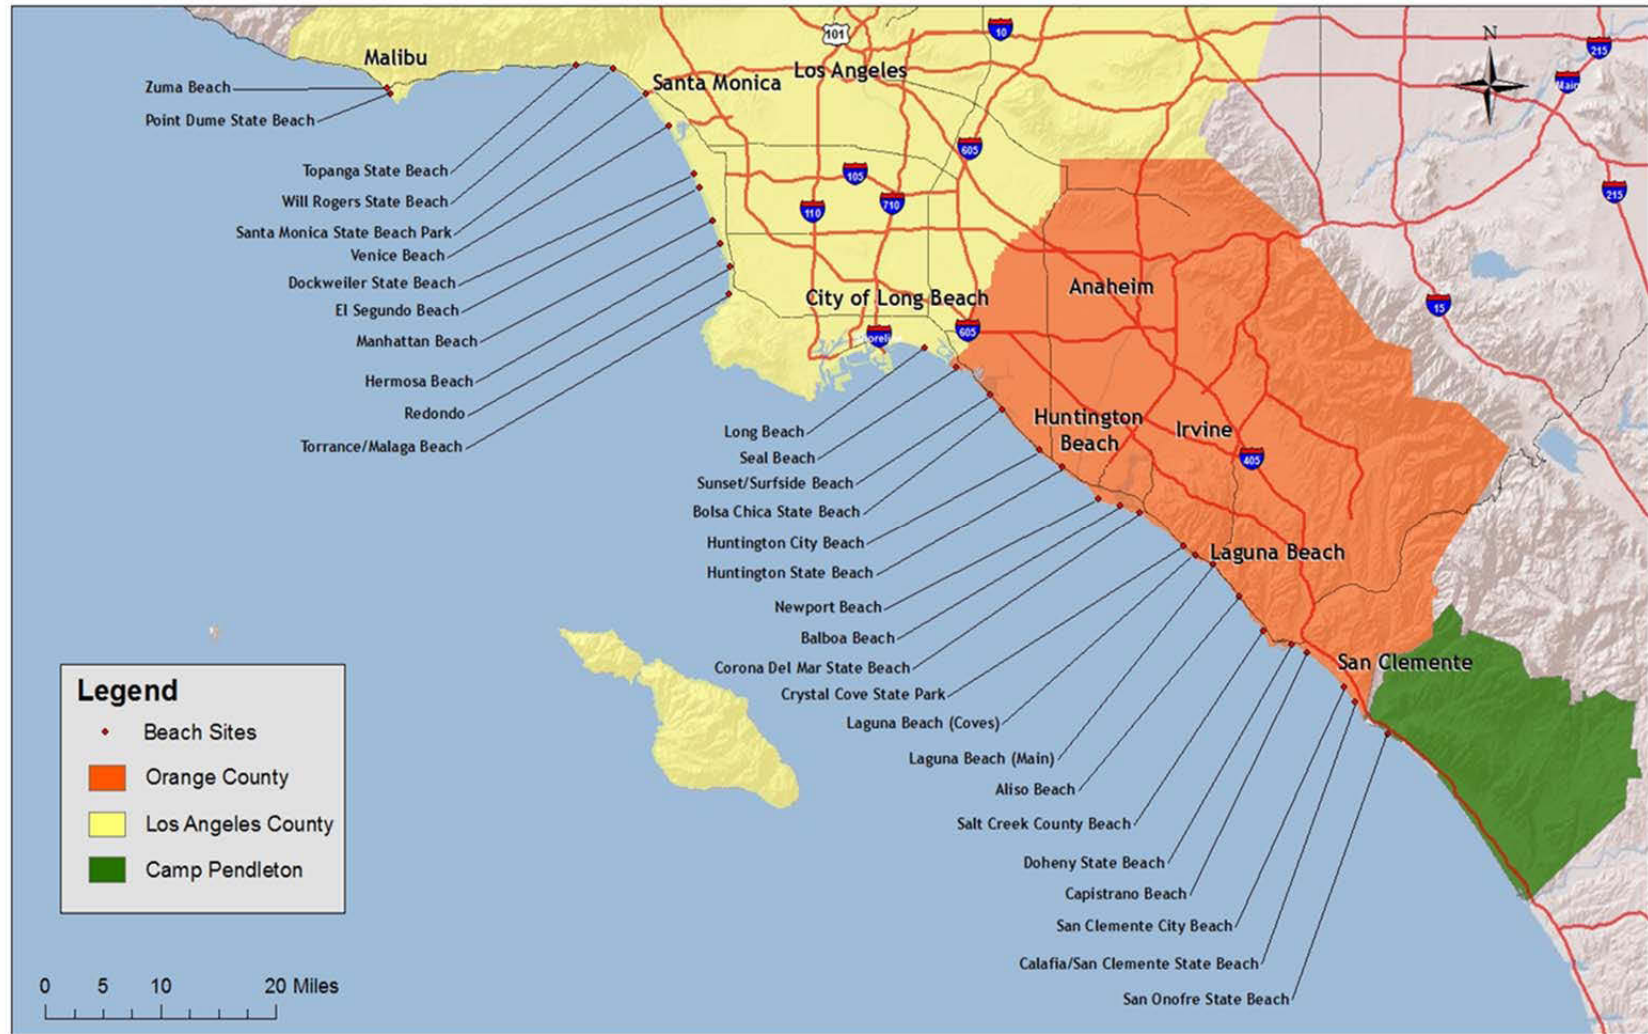 Malibu
Santa Monica
Los Angeles
101
10
N
215
Main
Zuma Beach
Point Dume State Beach
605
Topanga State Beach
105
215
Will Rogers State Beach
110
710
Santa Monica State Beach Park
Venice Beach
Dockweiler State Beach
Anaheim
El Segundo Beach
City of Long Beach
15
Manhattan Beach
605
Hermosa Beach
Redondo
Torrance/Malaga Beach
Huntington
Beach
Irvine
Long Beach
Seal Beach
405
Sunset/Surfside Beach
Bolsa Chica State Beach
Huntington City Beach
Laguna Beach
Huntington State Beach
Newport Beach
Balboa Beach
Corona Del Mar State Beach
San Clemente
Crystal Cove State Park
Laguna Beach (Coves)
Laguna Beach (Main)
Aliso Beach
Salt Creek County Beach
Doheny State Beach
Capistrano Beach
San Clemente City Beach
Calafia/San Clemente State Beach
San Onofre State Beach
Legend
Beach Sites
Orange County
Los Angeles County
Camp Pendleton
0 5 10 20 Miles